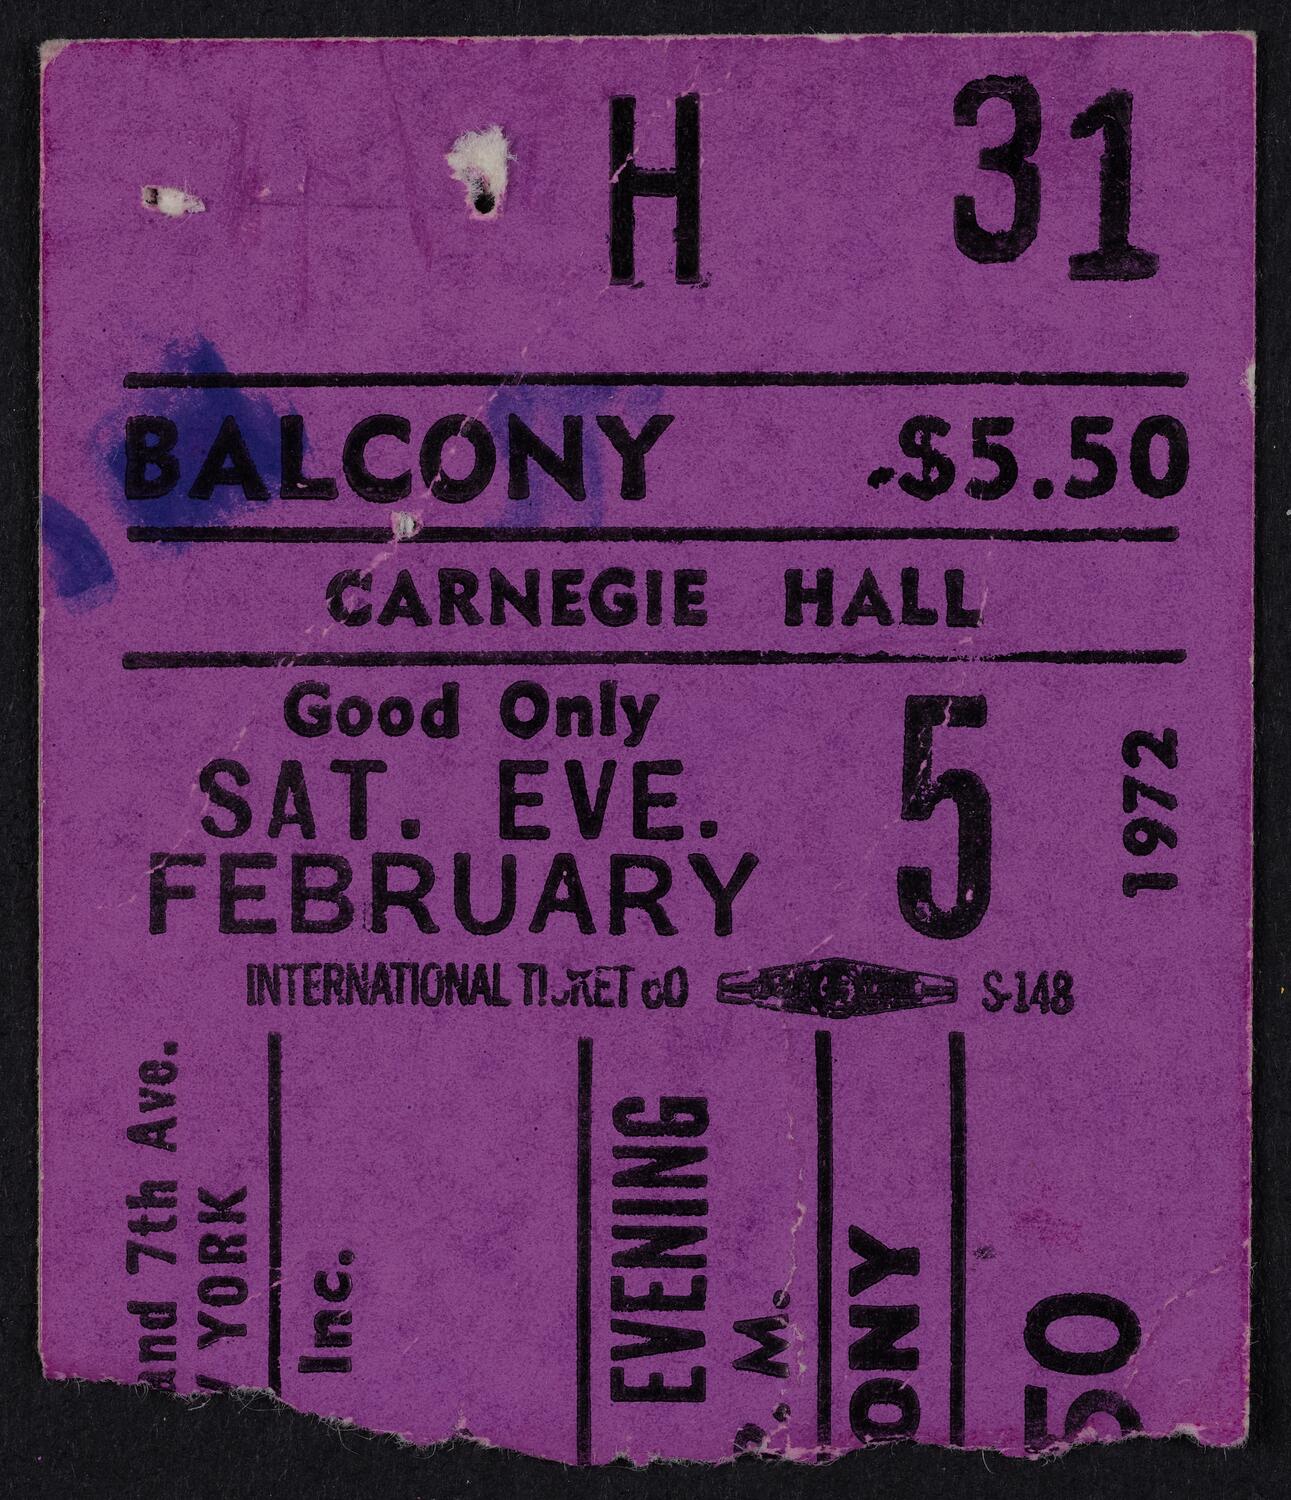 H 31
BALCONY $5.50
CARNEGIE HALL
Good Only
SAT. EVE.
FEBRUARY 5
1972
INTERNATIONAL TICKET CO S-148
and 7th Ave.
YORK
Inc.
EVENING
M.
ONY
50